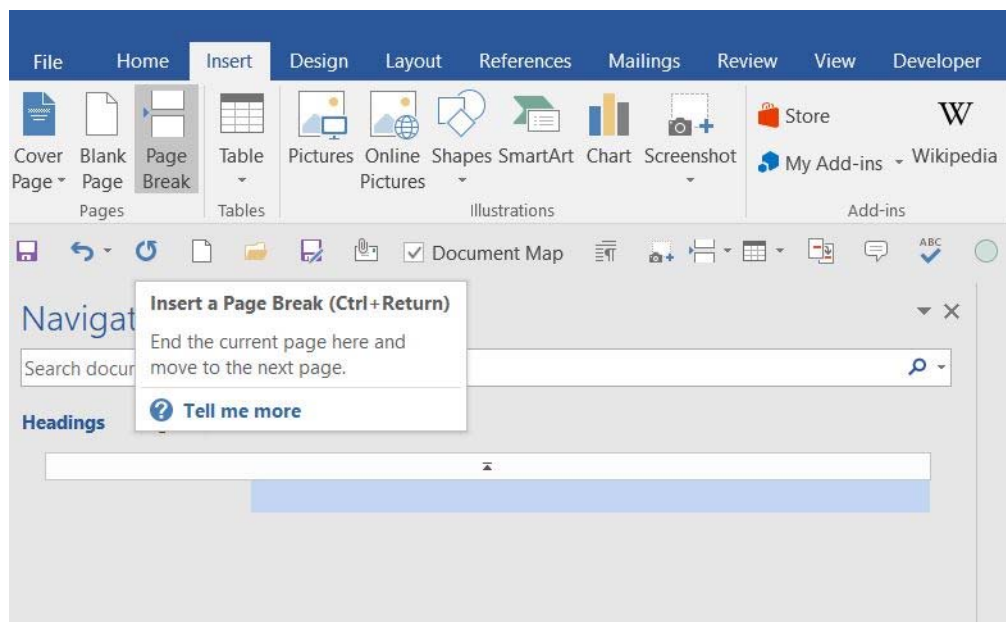 File Home Insert Design Layout References Mailings Review View Developer
Cover Page Blank Page Page Break Table Pictures Online Pictures Shapes SmartArt Chart Screenshot Store My Add-ins W Wikipedia
Pages Tables Illustrations Add-ins
Document Map ABC
Navigat
Insert a Page Break (Ctrl+Return)
End the current page here and
move to the next page.
Tell me more
Search docur
Headings